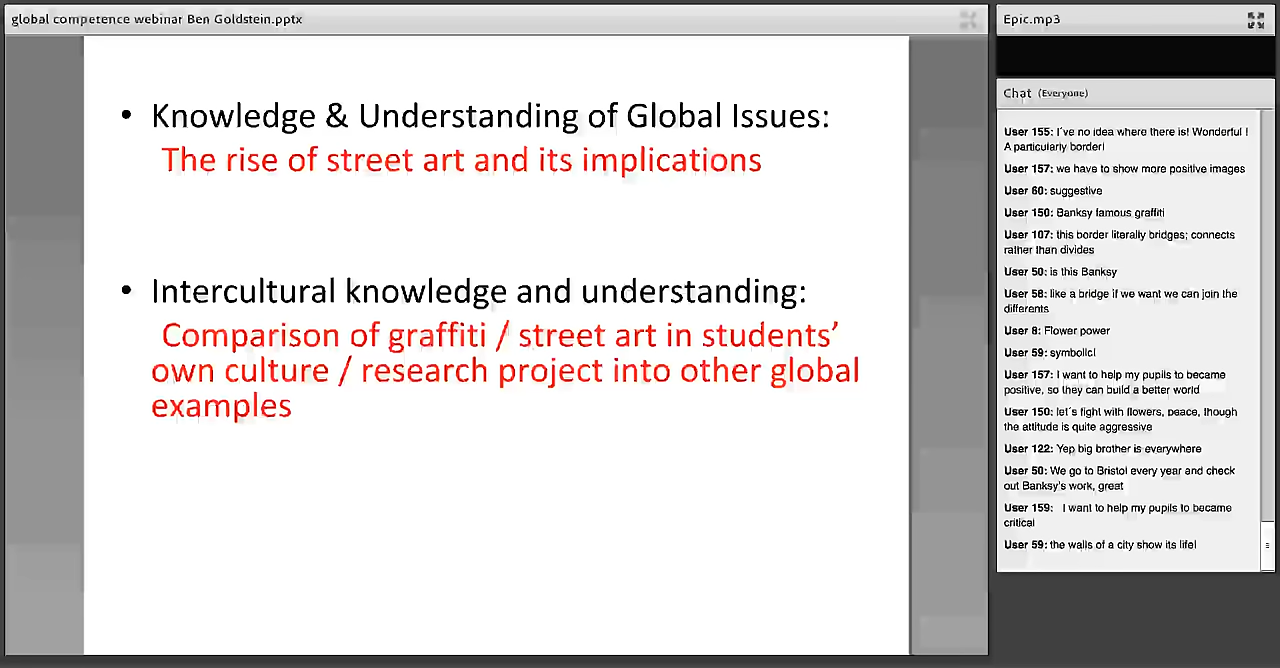 global competence webinar Ben Goldstein.pptx
• Knowledge & Understanding of Global Issues:
The rise of street art and its implications
• Intercultural knowledge and understanding:
Comparison of graffiti / street art in students’
own culture / research project into other global
examples
Epic.mp3
Chat (Everyone)
User 155: I´ve no idea where there is! Wonderful !
A particularly border!
User 157: we have to show more positive images
User 60: suggestive
User 150: Banksy famous graffiti
User 107: this border literally bridges; connects
rather than divides
User 50: is this Banksy
User 58: like a bridge if we want we can join the
differents
User 8: Flower power
User 59: symbolic!
User 157: I want to help my pupils to became
positive, so they can build a better world
User 150: let´s fight with flowers, peace, though
the attitude is quite aggressive
User 122: Yep big brother is everywhere
User 50: We go to Bristol every year and check
out Banksy's work, great
User 159: I want to help my pupils to became
critical
User 59: the walls of a city show its life!